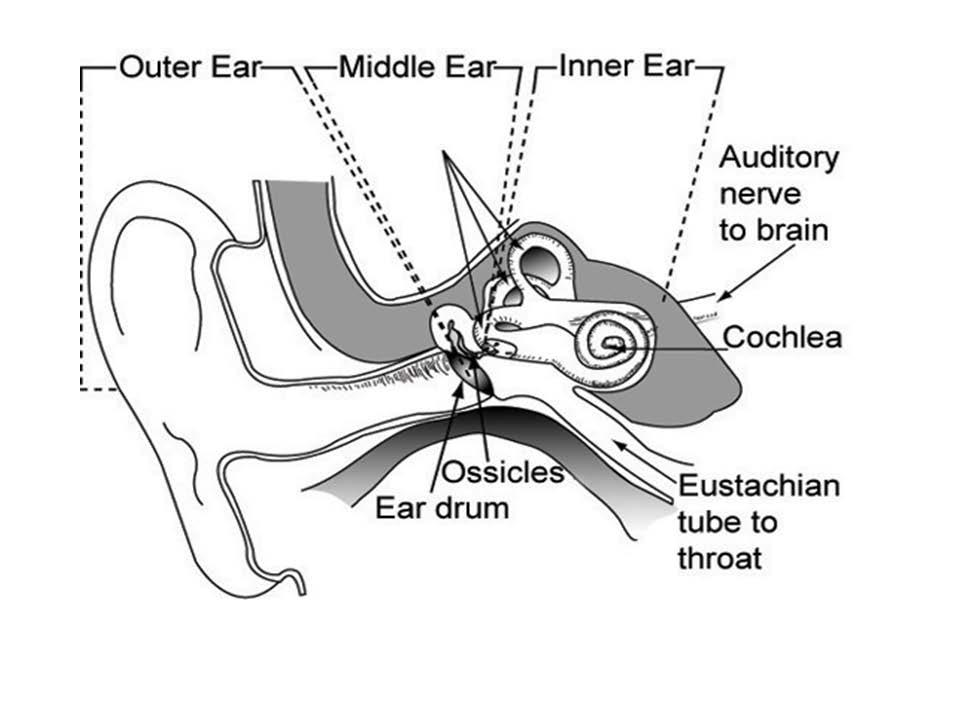 Outer Ear
Middle Ear
Inner Ear
Auditory
nerve
to brain
Cochlea
Ossicles
Ear drum
Eustachian
tube to
throat